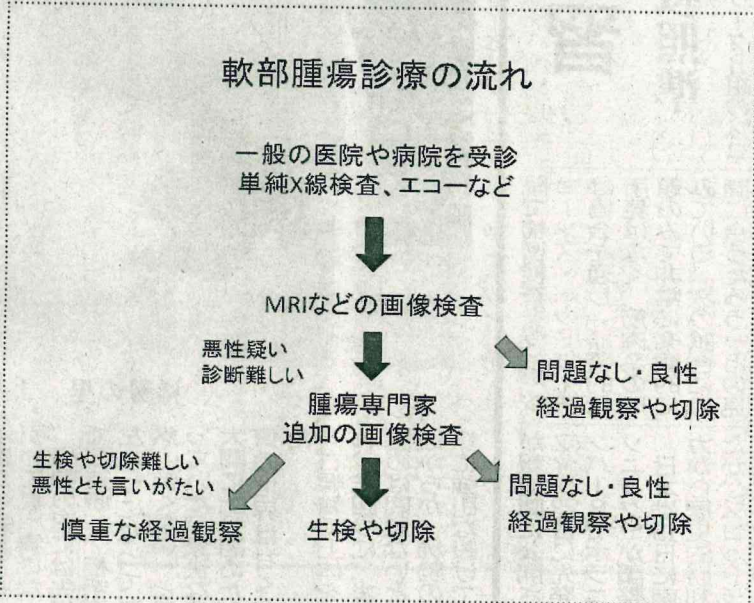 軟部腫瘍診療の流れ
一般の医院や病院を受診
単純X線検査、エコーなど
MRIなどの画像検査
悪性疑い
診断難しい
問題なし・良性
経過観察や切除
腫瘍専門家
追加の画像検査
生検や切除難しい
悪性とも言いがたい
慎重な経過観察
生検や切除
問題なし・良性
経過観察や切除